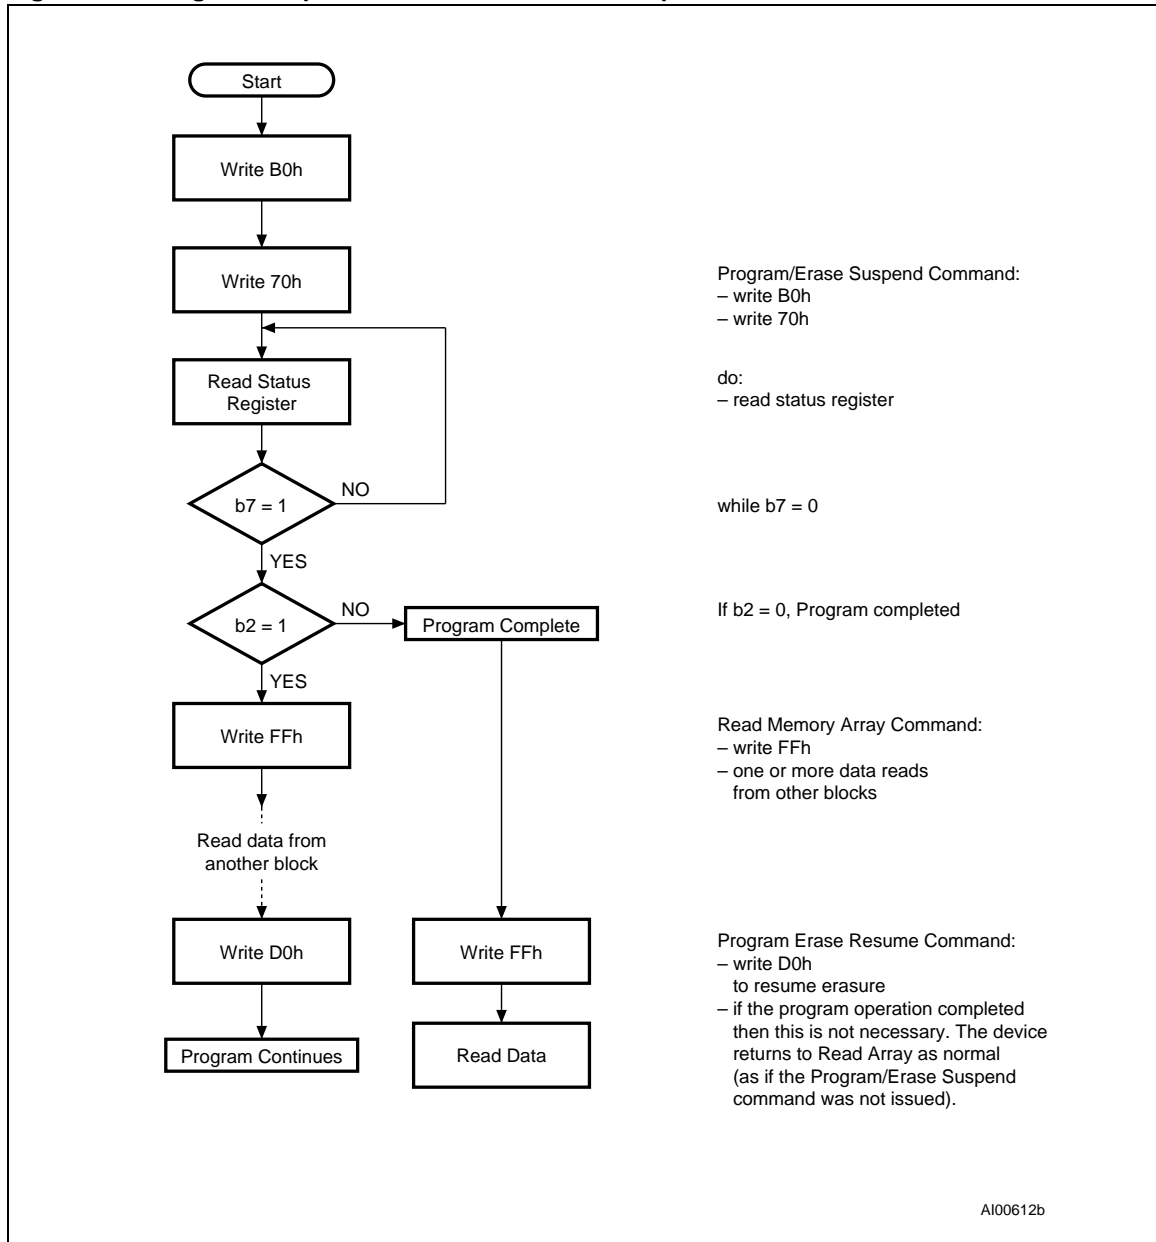 Start
Write B0h
Write 70h
Read Status
Register
b7 = 1
NO
YES
b2 = 1
NO
Program Complete
YES
Write FFh
Read data from
another block
Write D0h
Program Continues
Write FFh
Read Data
Program/Erase Suspend Command:
– write B0h
– write 70h
do:
– read status register
while b7 = 0
If b2 = 0, Program completed
Read Memory Array Command:
– write FFh
– one or more data reads
from other blocks
Program Erase Resume Command:
– write D0h
to resume erasure
– if the program operation completed
then this is not necessary. The device
returns to Read Array as normal
(as if the Program/Erase Suspend
command was not issued).
AI00612b